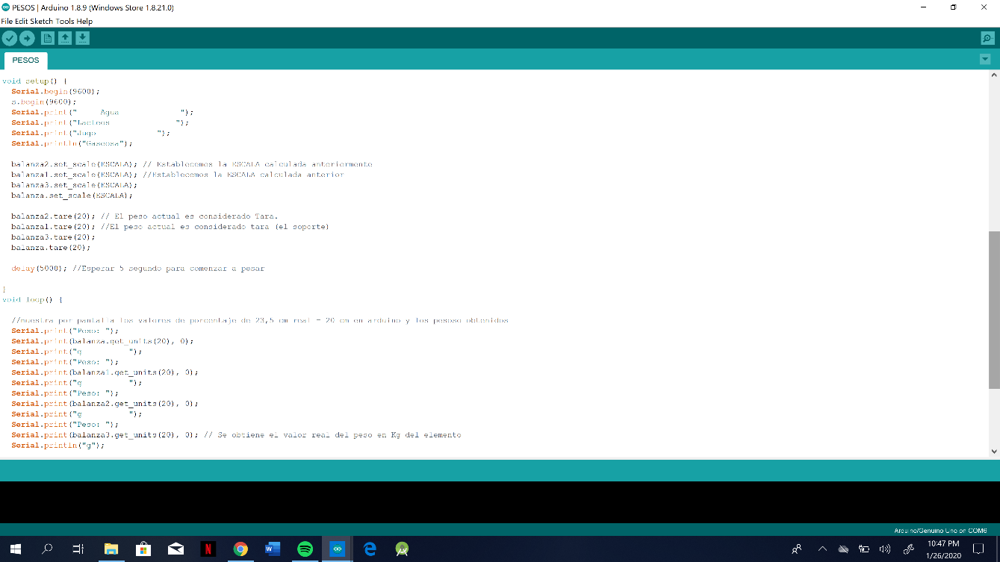 PESOS | Arduino 1.8.9 (Windows Store 1.8.21.0)
File Edit Sketch Tools Help
PESOS
void setup() {
Serial.begin(9600);
s.begin(9600);
Serial.print("     Agua             ");
Serial.print("Lacteos              ");
Serial.print("Jugo             ");
Serial.println("Gaseosa");
balanza2.set_scale(ESCALA); // Establecemos la ESCALA calculada anteriormente
balanza1.set_scale(ESCALA); //Establecemos la ESCALA calculada anterior
balanza3.set_scale(ESCALA);
balanza.set_scale(ESCALA);
balanza2.tare(20); // El peso actual es considerado Tara.
balanza1.tare(20); //El peso actual es considerado tara (el soporte)
balanza3.tare(20);
balanza.tare(20);
delay(5000); //Esperar 5 segundo para comenzar a pesar
}
void loop() {
//muestra por pantalla los valores de porcentaje de 23,5 cm real = 20 cm en arduino y los pesoso obtenidos
Serial.print("Peso: ");
Serial.print(balanza.get_units(20), 0);
Serial.print("g          ");
Serial.print("Peso: ");
Serial.print(balanza1.get_units(20), 0);
Serial.print("g          ");
Serial.print("Peso: ");
Serial.print(balanza2.get_units(20), 0);
Serial.print("g          ");
Serial.print("Peso: ");
Serial.print(balanza3.get_units(20), 0); // Se obtiene el valor real del peso en Kg del elemento
Serial.println("g");
Arduino/Genuino Uno on COM6
10:47 PM
1/26/2020